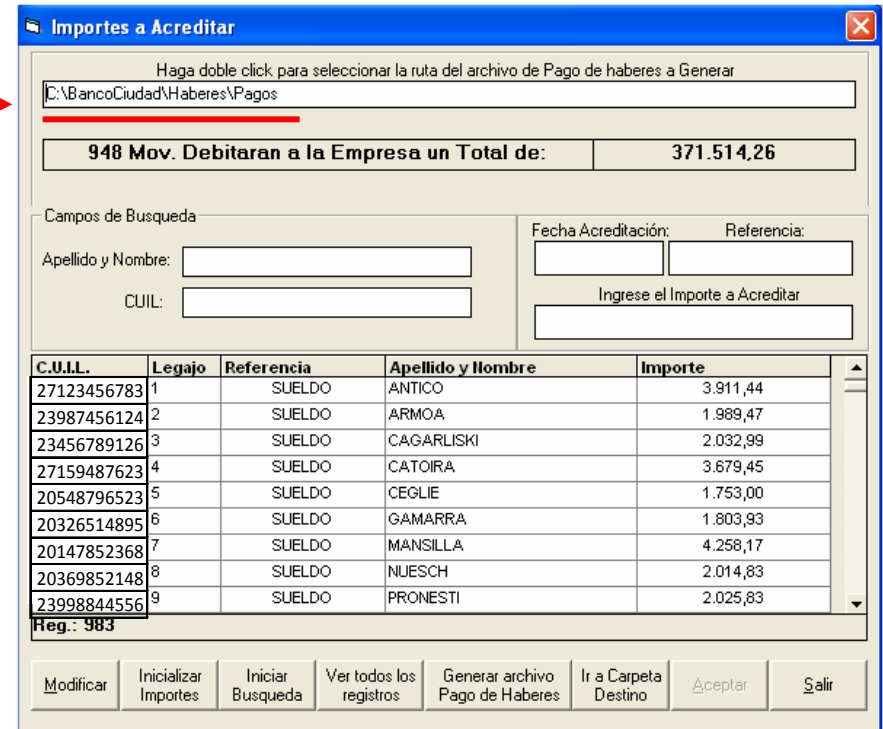 Importes a Acreditar
Haga doble click para seleccionar la ruta del archivo de Pago de haberes a Generar
C:\BancoCiudad\Haberes\Pagos
948 Mov. Debitaran a la Empresa un Total de: 371.514,26
Campos de Busqueda
Apellido y Nombre:
CUIL:
Fecha Acreditación: Referencia:
Ingrese el Importe a Acreditar
C.U.I.L. Legajo Referencia Apellido y Nombre Importe
27123456783 1 SUELDO ANTICO 3.911,44
23987456124 2 SUELDO ARMOA 1.989,47
23456789126 3 SUELDO CAGARLISKI 2.032,99
27159487623 4 SUELDO CATOIRA 3.679,45
20548796523 5 SUELDO CEGLIE 1.753,00
20326514895 6 SUELDO GAMARRA 1.803,93
20147852368 7 SUELDO MANSILLA 4.258,17
20369852148 8 SUELDO NUESCH 2.014,83
23998844556 9 SUELDO PRONESTI 2.025,83
Reg.: 983
Modificar
Inicializar Importes
Iniciar Busqueda
Ver todos los registros
Generar archivo Pago de Haberes
Ir a Carpeta Destino
Aceptar
Salir